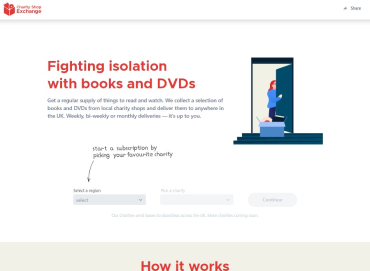 Charity Shop
Exchange
Share
Fighting isolation
with books and DVDs
Get a regular supply of things to read and watch. We collect a selection of
books and DVDs from local charity shops and deliver them to anywhere in
the UK. Weekly, bi-weekly or monthly deliveries — it's up to you.
start a subscription by
picking your favourite charity
Select a region
Pick a charity
select
Continue
How it works